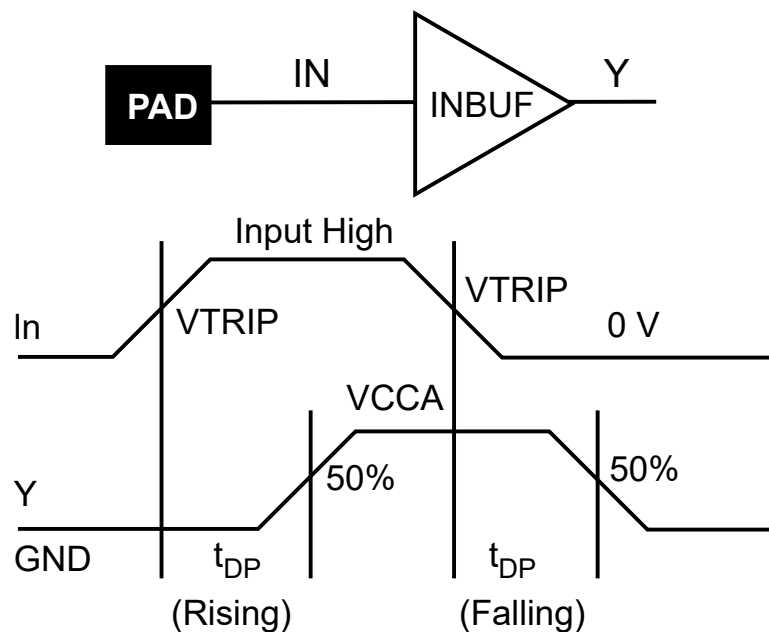 IN
Y
PAD
INBUF
Input High
In
VTRIP
VTRIP
0 V
VCCA
Y
50%
50%
GND
tDP
tDP
(Rising)
(Falling)